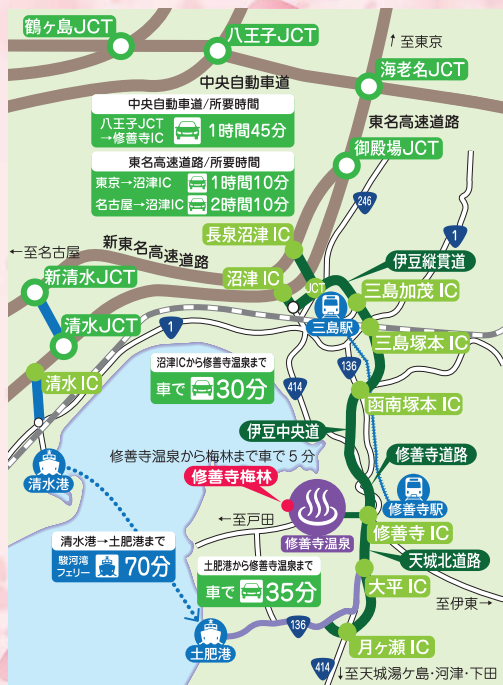 鶴ヶ島JCT
八王子JCT
↑至東京
海老名JCT
中央自動車道
中央自動車道/所要時間
八王子JCT
→修善寺IC
1時間45分
東名高速道路
東名高速道路/所要時間
東京→沼津IC 1時間10分
名古屋→沼津IC 2時間10分
御殿場JCT
246
1
長泉沼津IC
←至名古屋
新東名高速道路
伊豆縦貫道
新清水JCT
沼津IC
JCT
三島加茂IC
三島駅
清水JCT
1
三島塚本IC
沼津ICから修善寺温泉まで
車で30分
136
清水IC
414
函南塚本IC
伊豆中央道
修善寺温泉から梅林まで車で5分
修善寺道路
修善寺梅林
清水港
修善寺駅
←至戸田
修善寺温泉
修善寺IC
清水港→土肥港まで
駿河湾
フェリー
70分
天城北道路
土肥港から修善寺温泉まで
車で35分
大平IC
至伊東→
136
土肥港
月ヶ瀬IC
414
↓至天城湯ケ島・河津・下田